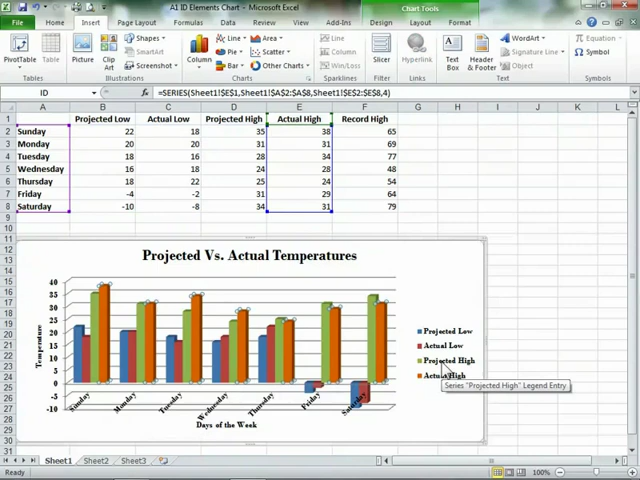 A1 ID Elements Chart - Microsoft Excel
Chart Tools
File Home Insert Page Layout Formulas Data Review View Add-Ins Design Layout Format
PivotTable Table Picture Clip Art Shapes SmartArt Screenshot Column Line Pie Bar Area Scatter Other Charts Line Column Win/Loss Slicer Hyperlink Text Box Header & Footer WordArt Signature Line Object Equation Symbol
Tables Illustrations Charts Sparklines Filter Links Text Symbols
ID fx =SERIES(Sheet1!$E$1,Sheet1!$A$2:$A$8,Sheet1!$E$2:$E$8,4)
A B C D E F G H I J K L
1 Projected Low Actual Low Projected High Actual High Record High
2 Sunday 22 18 35 38 65
3 Monday 20 20 31 31 69
4 Tuesday 18 16 28 34 77
5 Wednesday 16 18 24 28 48
6 Thursday 18 22 25 24 54
7 Friday -4 -2 31 29 64
8 Saturday -10 -8 34 31 79
9
10
11
12
13
14
15
16
17
18
19
20
21
22
23
24
25
26
27
28
29
30
31
Projected Vs. Actual Temperatures
40
35
30
25
20
15
10
5
0
-5
-10
Temperature
Sunday Monday Tuesday Wednesday Thursday Friday Saturday
Days of the Week
Projected Low
Actual Low
Projected High
Actual High
Series "Projected High" Legend Entry
Sheet1 Sheet2 Sheet3
Ready 100%